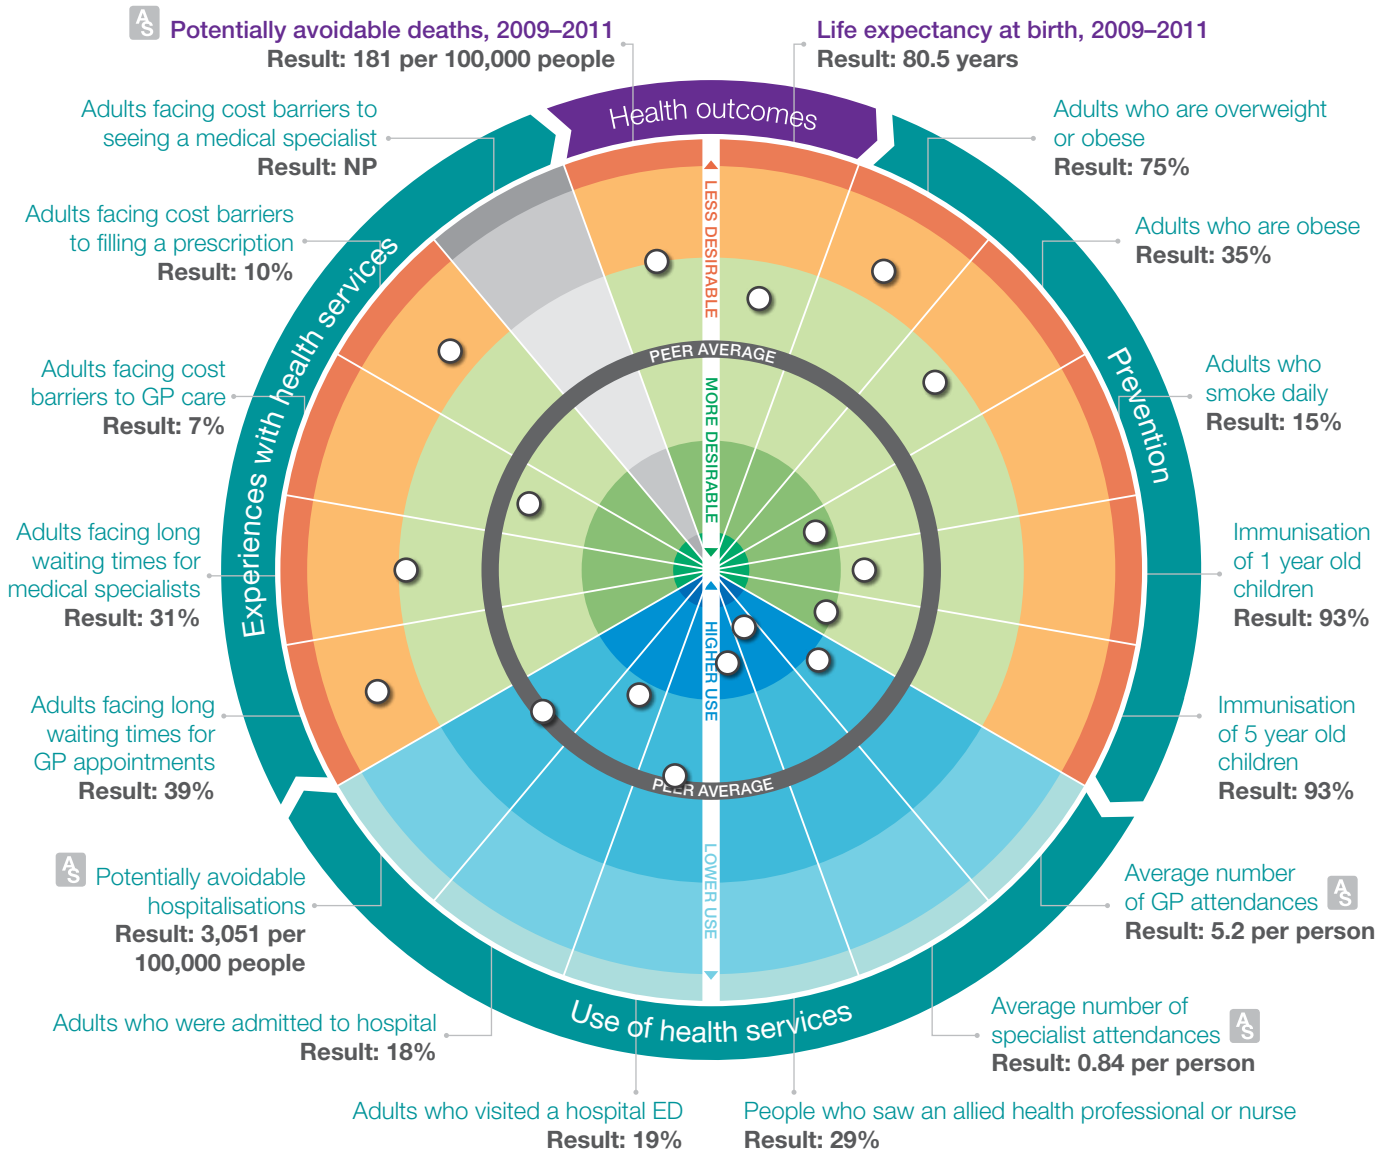 AS Potentially avoidable deaths, 2009–2011
Result: 181 per 100,000 people
Life expectancy at birth, 2009–2011
Result: 80.5 years
Adults facing cost barriers to
seeing a medical specialist
Result: NP
Health outcomes
Adults who are overweight
or obese
Result: 75%
Adults facing cost barriers
to filling a prescription
Result: 10%
Adults who are obese
Result: 35%
Adults facing cost
barriers to GP care
Result: 7%
Adults who
smoke daily
Result: 15%
Experiences with health services
Prevention
LESS DESIRABLE
PEER AVERAGE
MORE DESIRABLE
HIGHER USE
PEER AVERAGE
LOWER USE
Adults facing long
waiting times for
medical specialists
Result: 31%
Immunisation
of 1 year old
children
Result: 93%
Adults facing long
waiting times for
GP appointments
Result: 39%
Immunisation
of 5 year old
children
Result: 93%
AS Potentially avoidable
hospitalisations
Result: 3,051 per
100,000 people
Average number
of GP attendances AS
Result: 5.2 per person
Use of health services
Adults who were admitted to hospital
Result: 18%
Average number of
specialist attendances AS
Result: 0.84 per person
Adults who visited a hospital ED
Result: 19%
People who saw an allied health professional or nurse
Result: 29%